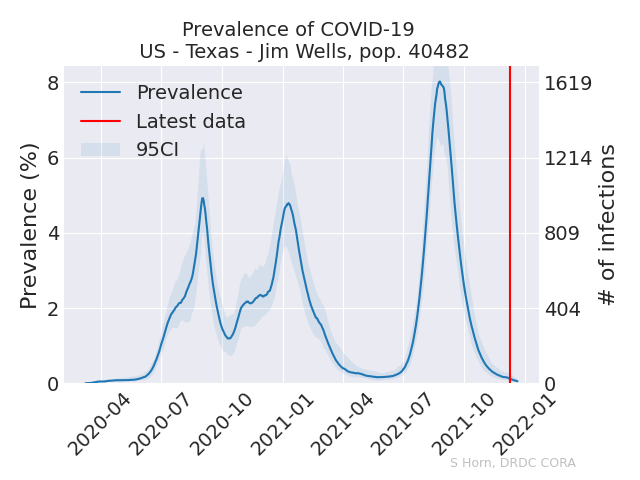 Prevalence of COVID-19
US - Texas - Jim Wells, pop. 40482
Prevalence (%)
8
6
4
2
0
Prevalence
Latest data
95CI
1619
1214
809
404
0
# of infections
2020-04
2020-07
2020-10
2021-01
2021-04
2021-07
2021-10
2022-01
S Horn, DRDC CORA